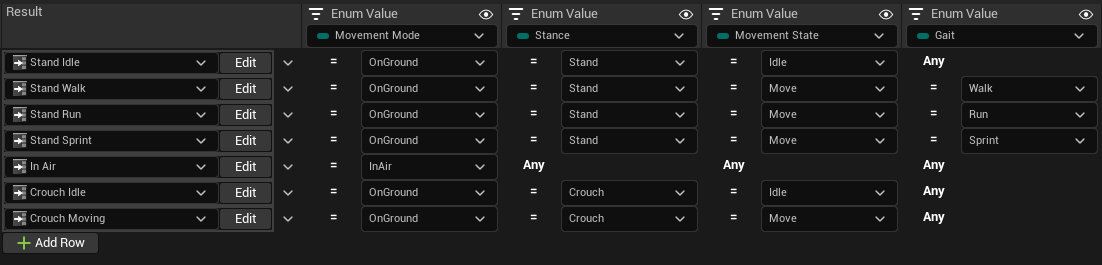 Result Enum Value Enum Value Enum Value Enum Value
Movement Mode Stance Movement State Gait
Stand Idle Edit = OnGround = Stand = Idle Any
Stand Walk Edit = OnGround = Stand = Move = Walk
Stand Run Edit = OnGround = Stand = Move = Run
Stand Sprint Edit = OnGround = Stand = Move = Sprint
In Air Edit = InAir Any Any Any
Crouch Idle Edit = OnGround = Crouch = Idle Any
Crouch Moving Edit = OnGround = Crouch = Move Any
Add Row